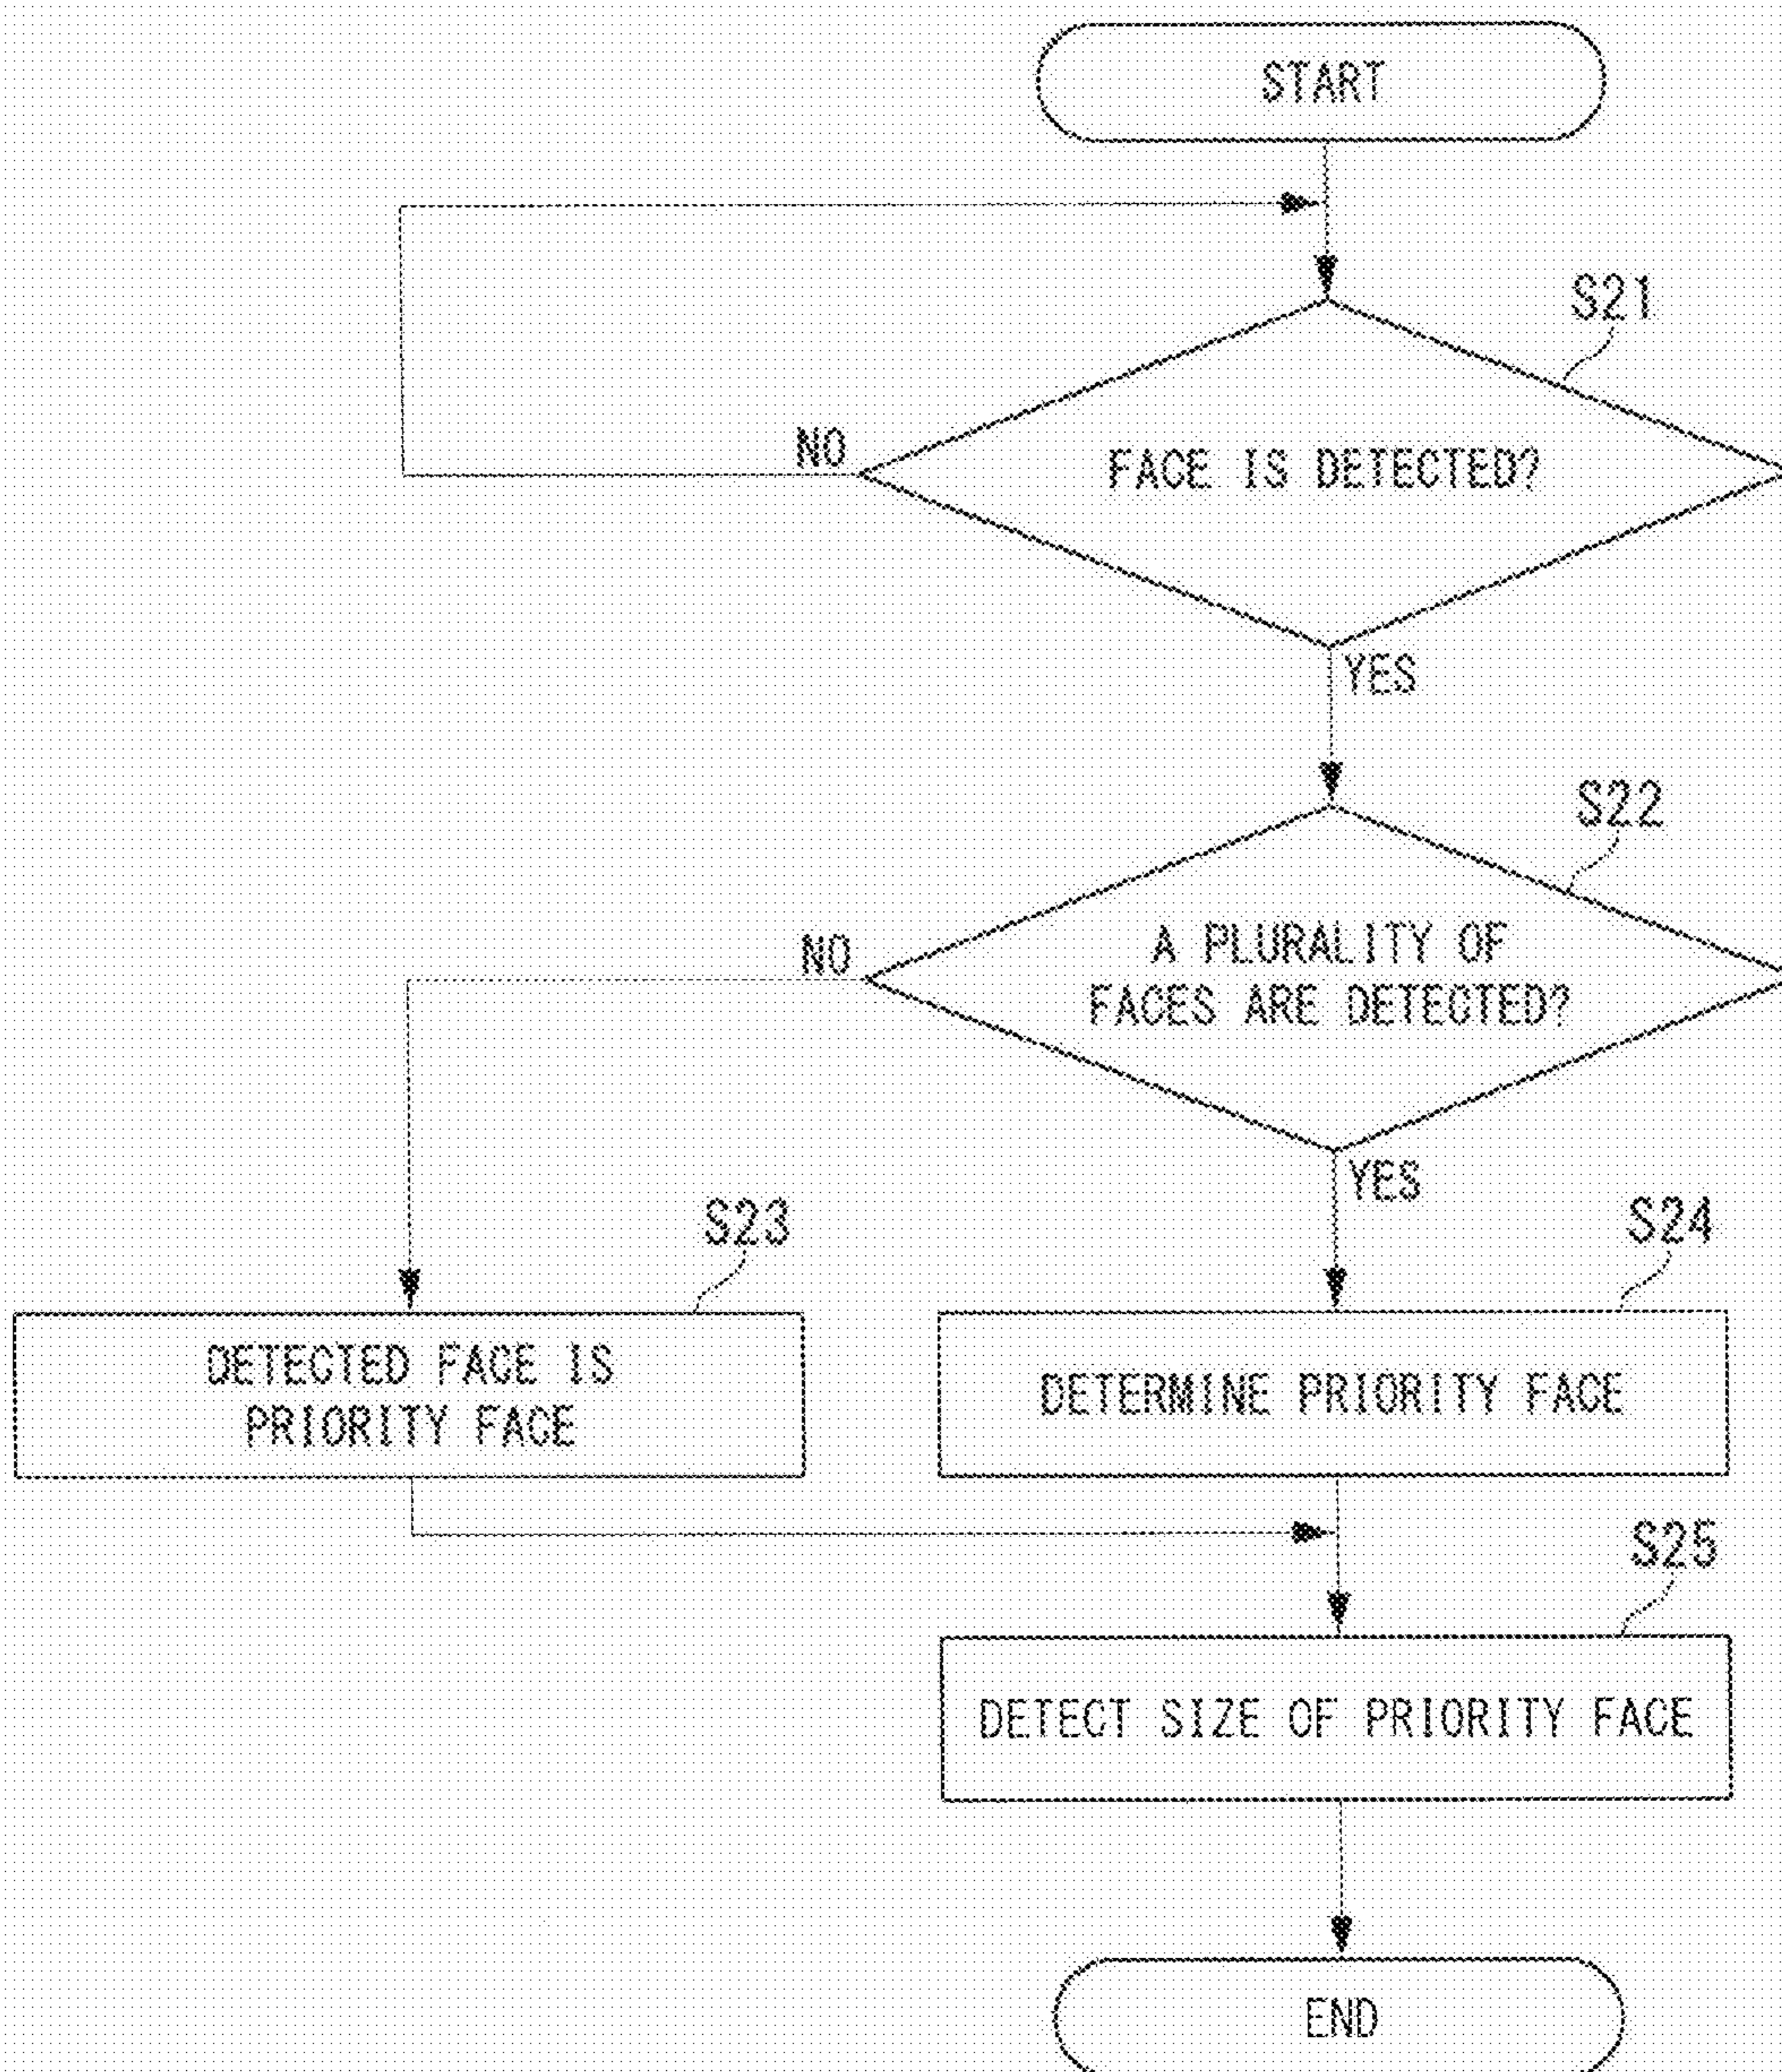 START
S21
FACE IS DETECTED?
NO
YES
S22
A PLURALITY OF
FACES ARE DETECTED?
NO
YES
S23
DETECTED FACE IS
PRIORITY FACE
S24
DETERMINE PRIORITY FACE
S25
DETECT SIZE OF PRIORITY FACE
END